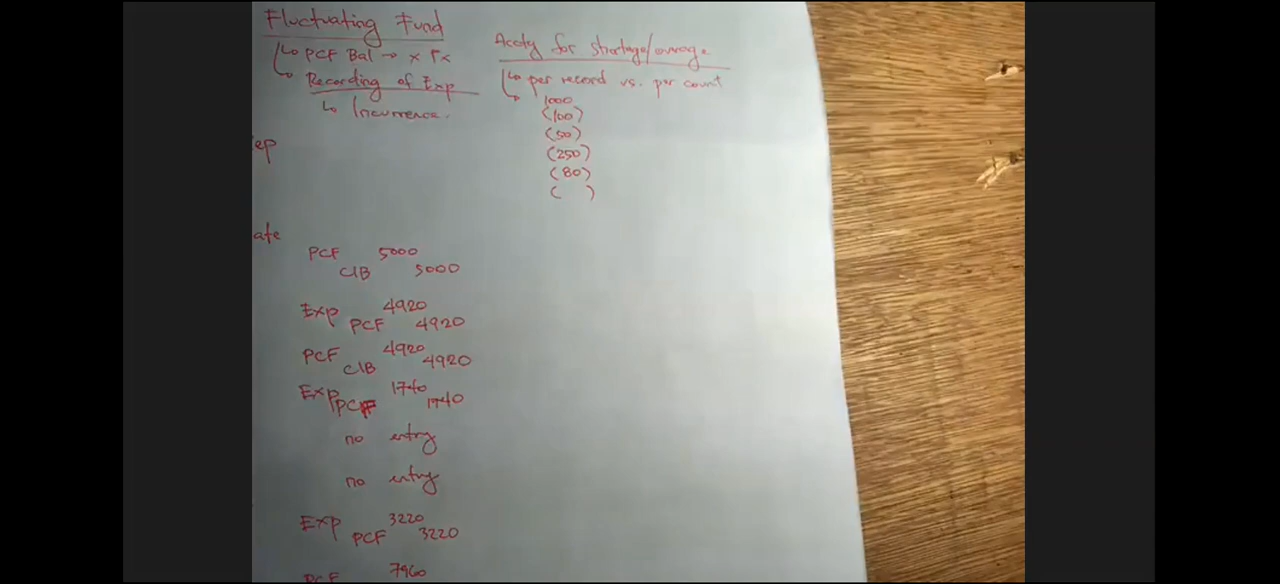 Fluctuating Fund
↳ PCF Bal → x Fx
↳ Recording of Exp
↳ Incurrence.
Acctg for shortage/overage
↳ per record vs. per count
↳ 1000
(100)
(50)
(250)
(80)
( )
ep
ate
PCF 5000
CIB 5000
Exp 4920
PCF 4920
PCF 4920
CIB 4920
Exp 1740
PCF 1740
no entry
no entry
Exp 3220
PCF 3220
PCF 7960